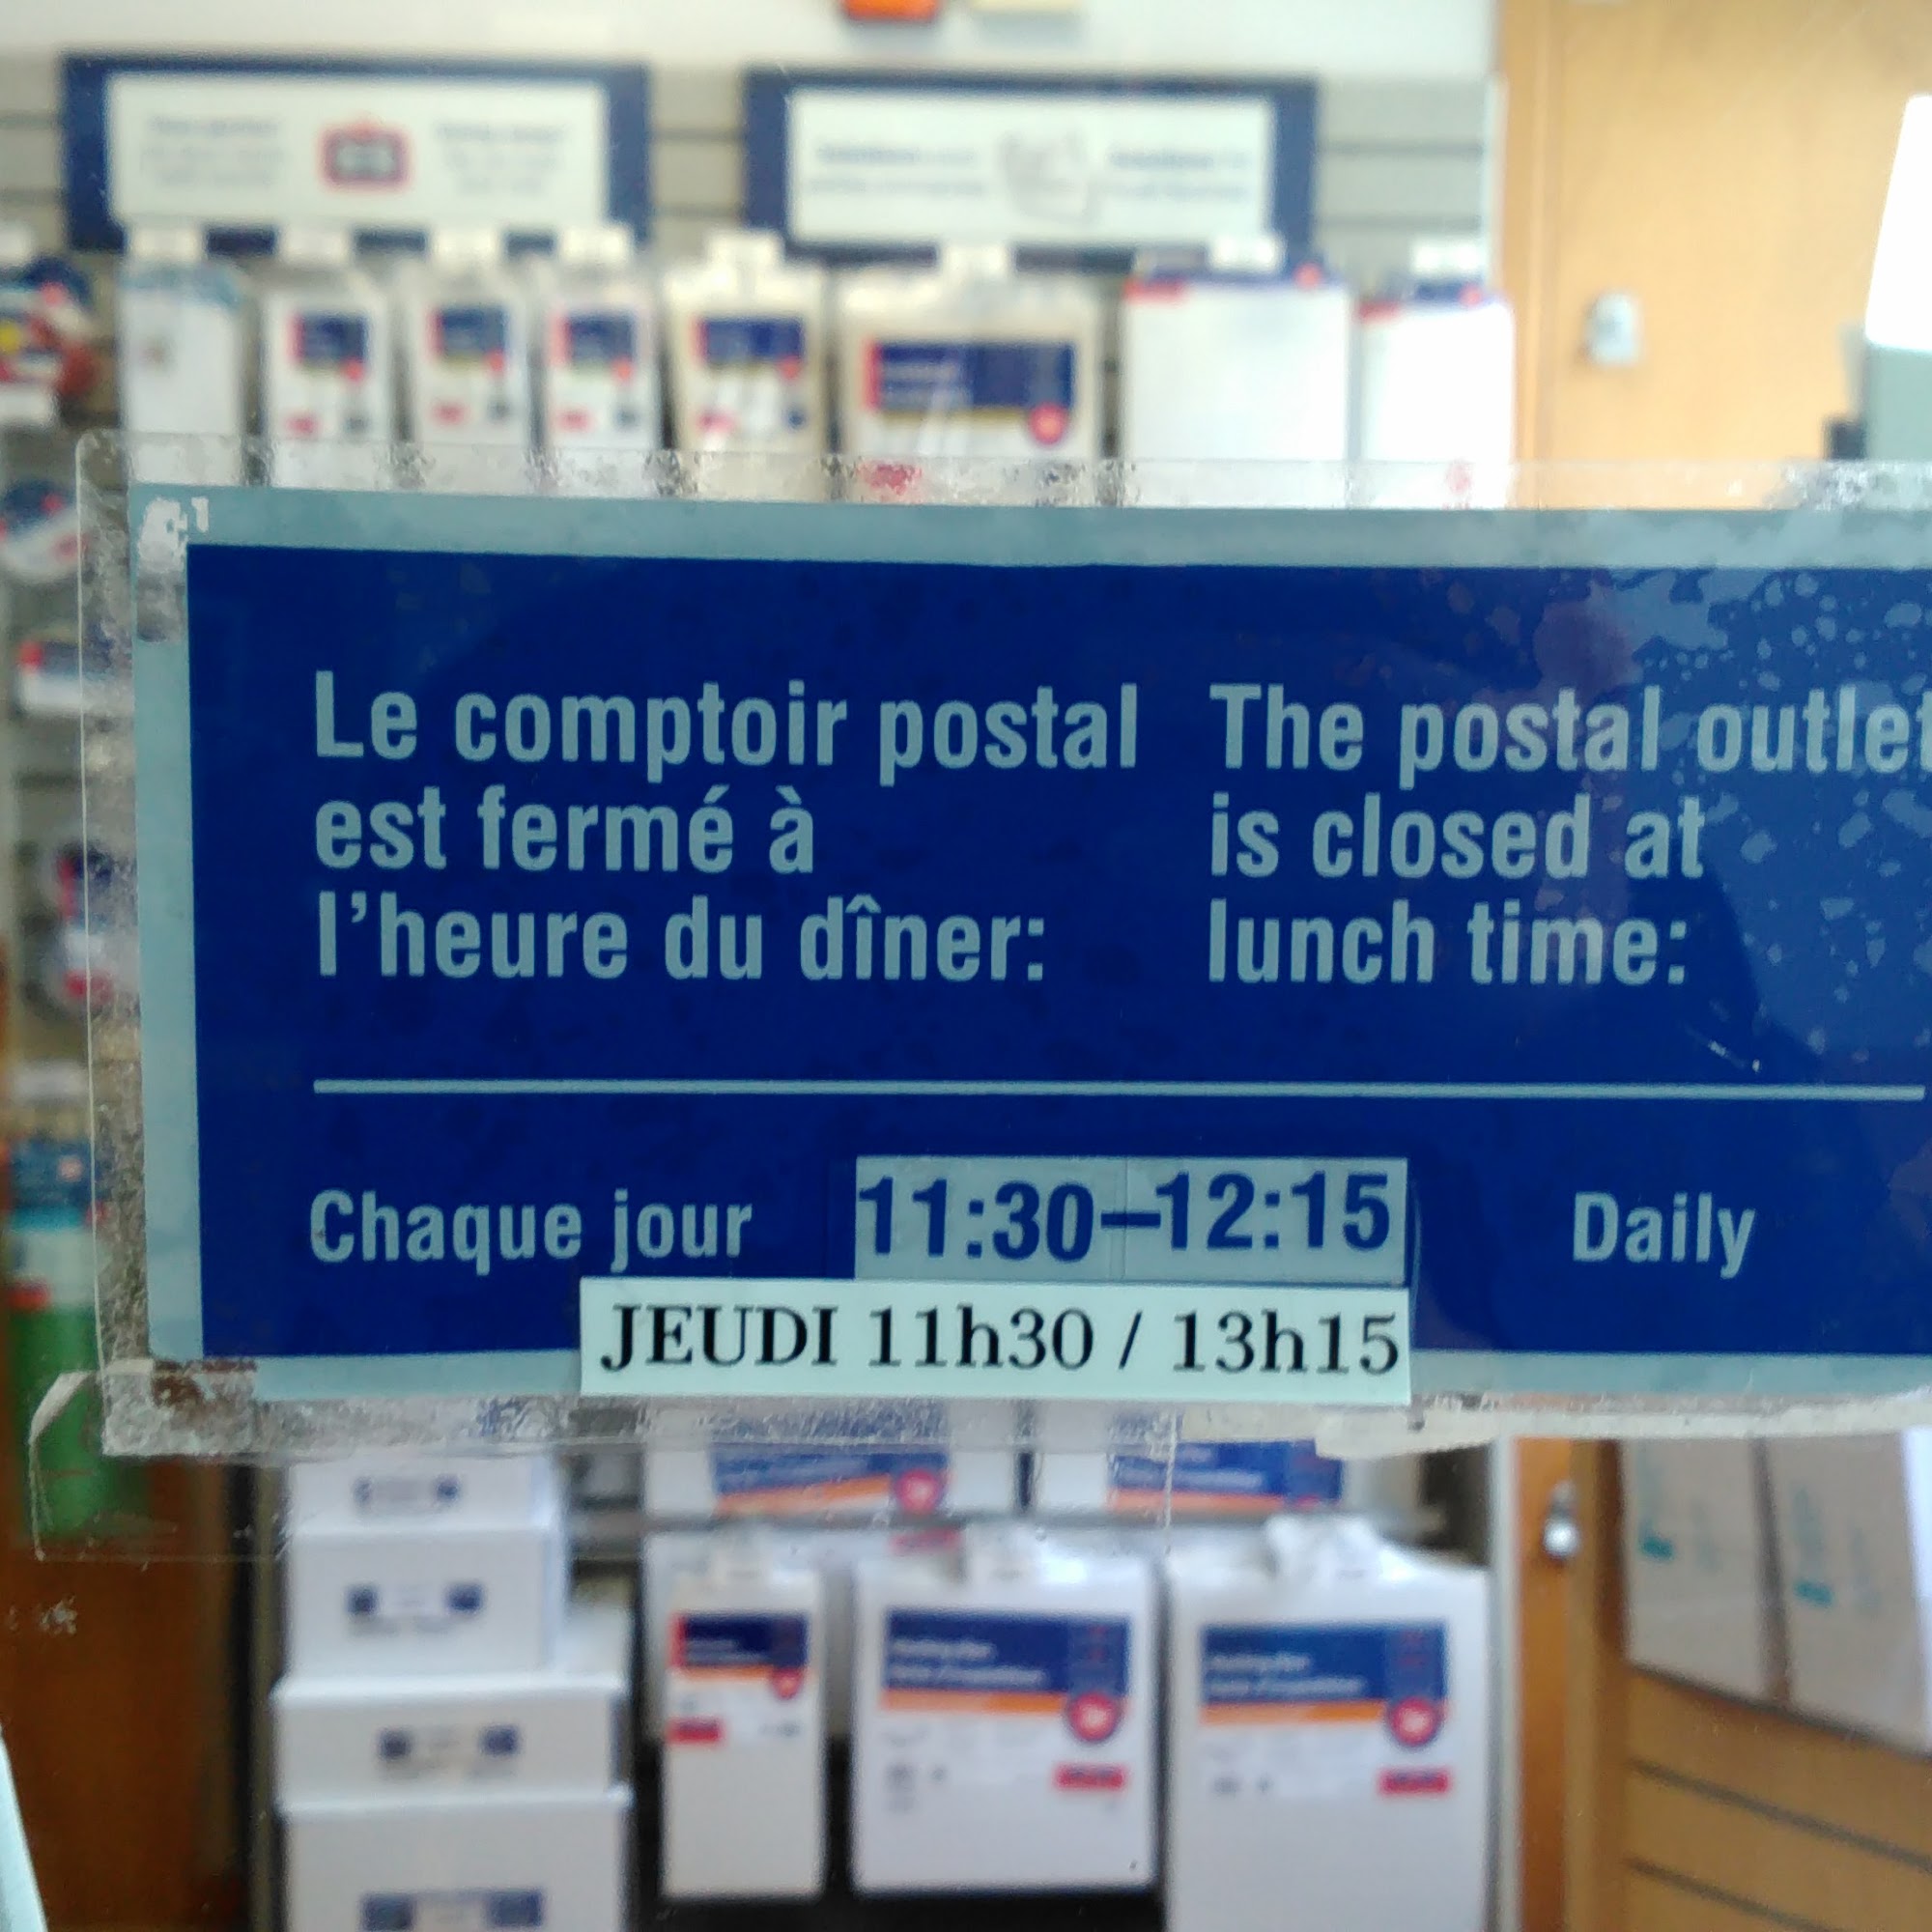 Le comptoir postal
est fermé à
l'heure du dîner:
The postal outlet
is closed at
lunch time:
Chaque jour 11:30–12:15 Daily
JEUDI 11h30 / 13h15